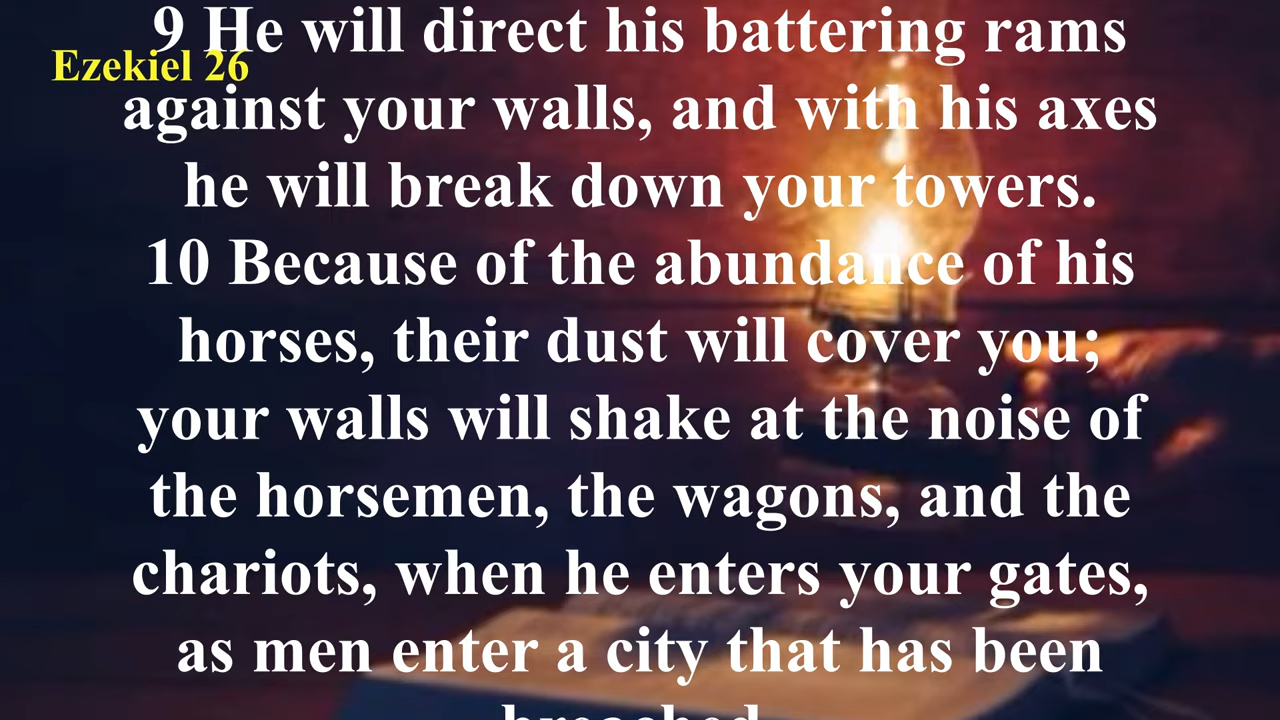 9 He will direct his battering rams
Ezekiel 26
against your walls, and with his axes
he will break down your towers.
10 Because of the abundance of his
horses, their dust will cover you;
your walls will shake at the noise of
the horsemen, the wagons, and the
chariots, when he enters your gates,
as men enter a city that has been
breached.